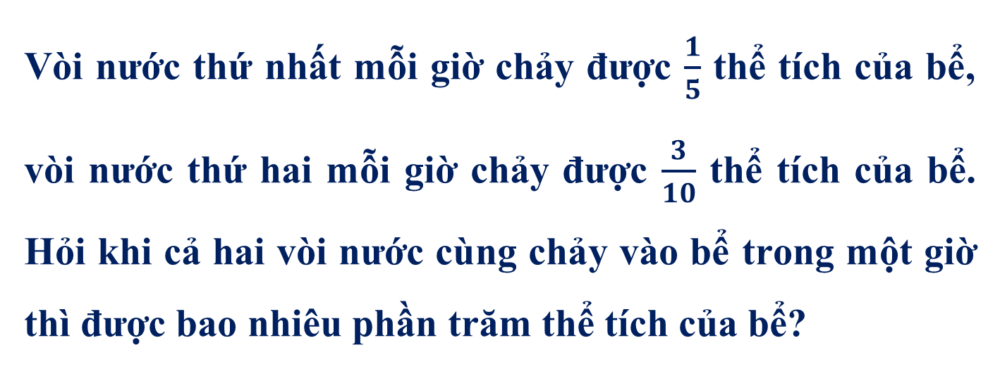 Vòi nước thứ nhất mỗi giờ chảy được 1/5 thể tích của bể,
vòi nước thứ hai mỗi giờ chảy được 3/10 thể tích của bể.
Hỏi khi cả hai vòi nước cùng chảy vào bể trong một giờ
thì được bao nhiêu phần trăm thể tích của bể?